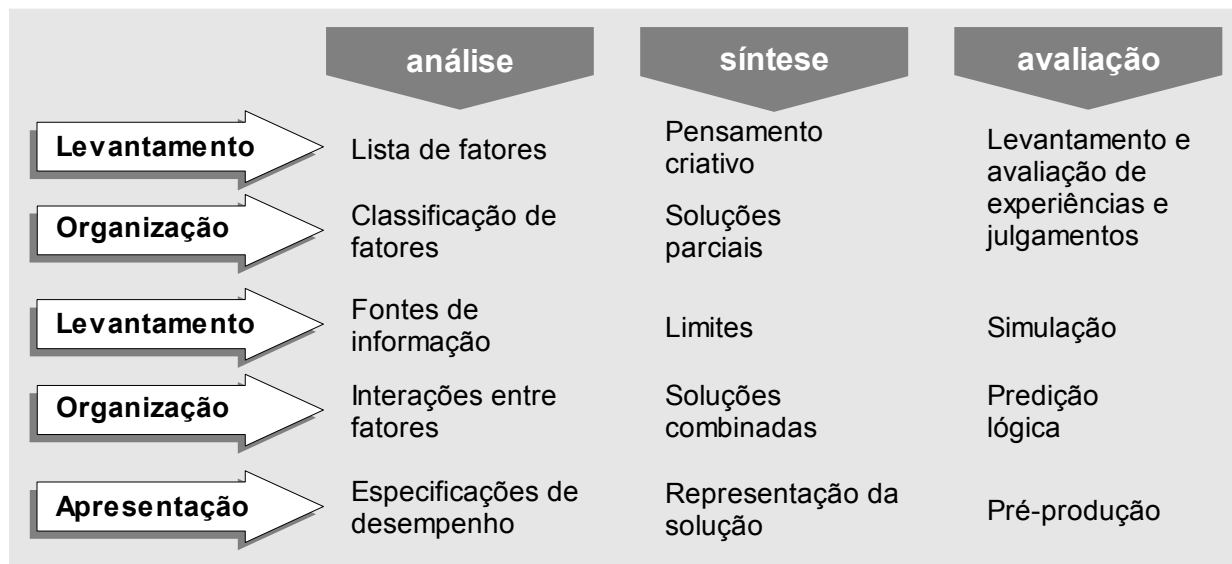 análise
síntese
avaliação
Levantamento
Lista de fatores
Pensamento
criativo
Levantamento e
avaliação de
experiências e
julgamentos
Organização
Classificação de
fatores
Soluções
parciais
Levantamento
Fontes de
informação
Limites
Simulação
Organização
Interações entre
fatores
Soluções
combinadas
Predição
lógica
Apresentação
Especificações de
desempenho
Representação da
solução
Pré-produção